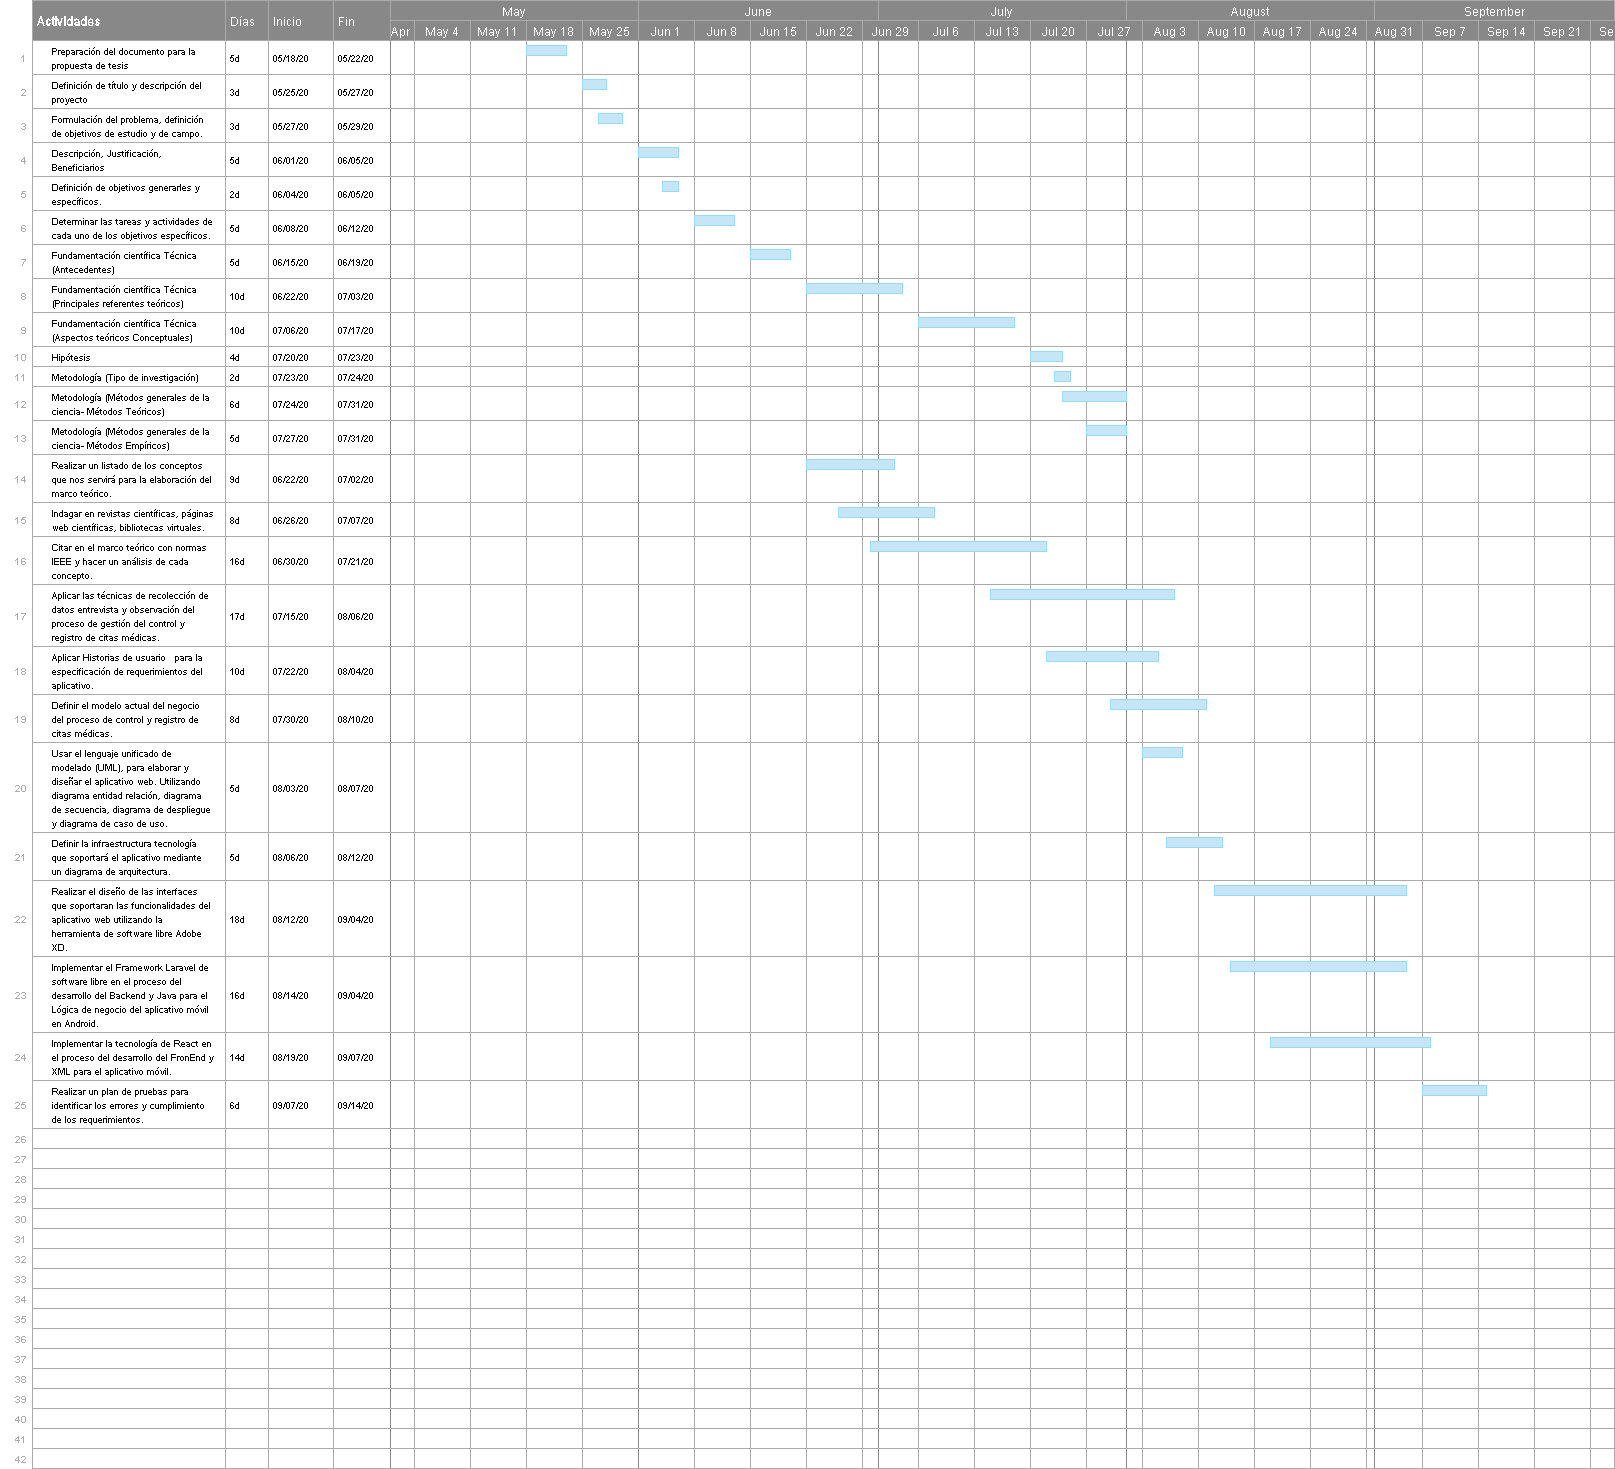 May June July August September
Actividades Días Inicio Fin
Apr May 4 May 11 May 18 May 25 Jun 1 Jun 8 Jun 15 Jun 22 Jun 29 Jul 6 Jul 13 Jul 20 Jul 27 Aug 3 Aug 10 Aug 17 Aug 24 Aug 31 Sep 7 Sep 14 Sep 21 Se
Preparación del documento para la
1 5d 05/18/20 05/22/20
propuesta de tesis
Definición de título y descripción del
2 3d 05/25/20 05/27/20
proyecto
Formulación del problema, definición
3 3d 05/27/20 05/29/20
de objetivos de estudio y de campo.
Descripción, Justificación,
4 5d 06/01/20 06/05/20
Beneficiarios
Definición de objetivos generarles y
5 2d 06/04/20 06/05/20
específicos.
Determinar las tareas y actividades de
6 5d 06/08/20 06/12/20
cada uno de los objetivos específicos.
Fundamentación científica Técnica
7 5d 06/15/20 06/19/20
(Antecedentes)
Fundamentación científica Técnica
8 10d 06/22/20 07/03/20
(Principales referentes teóricos)
Fundamentación científica Técnica
9 10d 07/06/20 07/17/20
(Aspectos teóricos Conceptuales)
10 Hipótesis 4d 07/20/20 07/23/20
11 Metodología (Tipo de investigación) 2d 07/23/20 07/24/20
Metodología (Métodos generales de la
12 6d 07/24/20 07/31/20
ciencia- Métodos Teóricos)
Metodología (Métodos generales de la
13 5d 07/27/20 07/31/20
ciencia- Métodos Empíricos)
Realizar un listado de los conceptos
14 que nos servirá para la elaboración del 9d 06/22/20 07/02/20
marco teórico.
Indagar en revistas científicas, páginas
15 8d 06/26/20 07/07/20
web científicas, bibliotecas virtuales.
Citar en el marco teórico con normas
16 IEEE y hacer un análisis de cada 16d 06/30/20 07/21/20
concepto.
Aplicar las técnicas de recolección de
datos entrevista y observación del
17 17d 07/15/20 08/06/20
proceso de gestión del control y
registro de citas médicas.
Aplicar Historias de usuario para la
18 especificación de requerimientos del 10d 07/22/20 08/04/20
aplicativo.
Definir el modelo actual del negocio
19 del proceso de control y registro de 8d 07/30/20 08/10/20
citas médicas.
Usar el lenguaje unificado de
modelado (UML), para elaborar y
diseñar el aplicativo web. Utilizando
20 5d 08/03/20 08/07/20
diagrama entidad relación, diagrama
de secuencia, diagrama de despliegue
y diagrama de caso de uso.
Definir la infraestructura tecnología
21 que soportará el aplicativo mediante 5d 08/06/20 08/12/20
un diagrama de arquitectura.
Realizar el diseño de las interfaces
que soportaran las funcionalidades del
22 aplicativo web utilizando la 18d 08/12/20 09/04/20
herramienta de software libre Adobe
XD.
Implementar el Framework Laravel de
software libre en el proceso del
23 desarrollo del Backend y Java para el 16d 08/14/20 09/04/20
Lógica de negocio del aplicativo móvil
en Android.
Implementar la tecnología de React en
24 el proceso del desarrollo del FronEnd y 14d 08/19/20 09/07/20
XML para el aplicativo móvil.
Realizar un plan de pruebas para
25 identificar los errores y cumplimiento 6d 09/07/20 09/14/20
de los requerimientos.
26
27
28
29
30
31
32
33
34
35
36
37
38
39
40
41
42